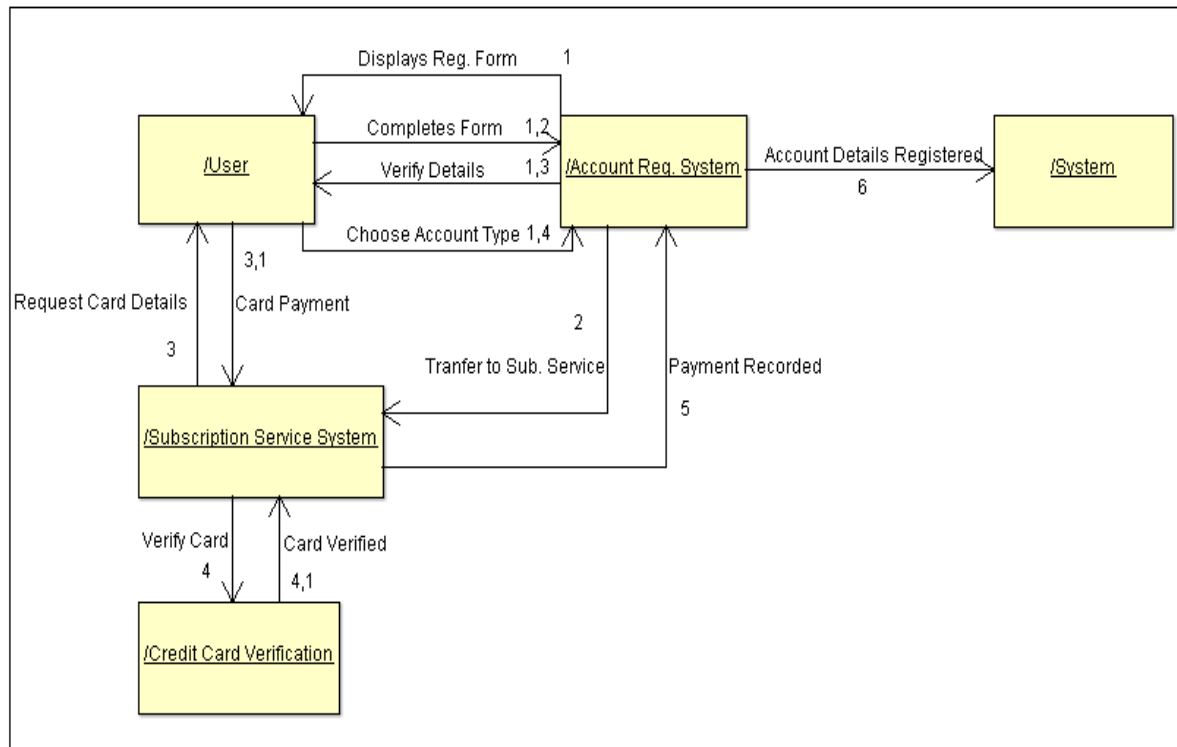 Displays Reg. Form 1
Completes Form 1,2
/User
/Account Reg. System
Account Details Registered
/System
Verify Details 1,3
6
Choose Account Type 1,4
3,1
Request Card Details
Card Payment
3
2
Tranfer to Sub. Service
Payment Recorded
5
/Subscription Service System
Verify Card
Card Verified
4
4,1
/Credit Card Verification